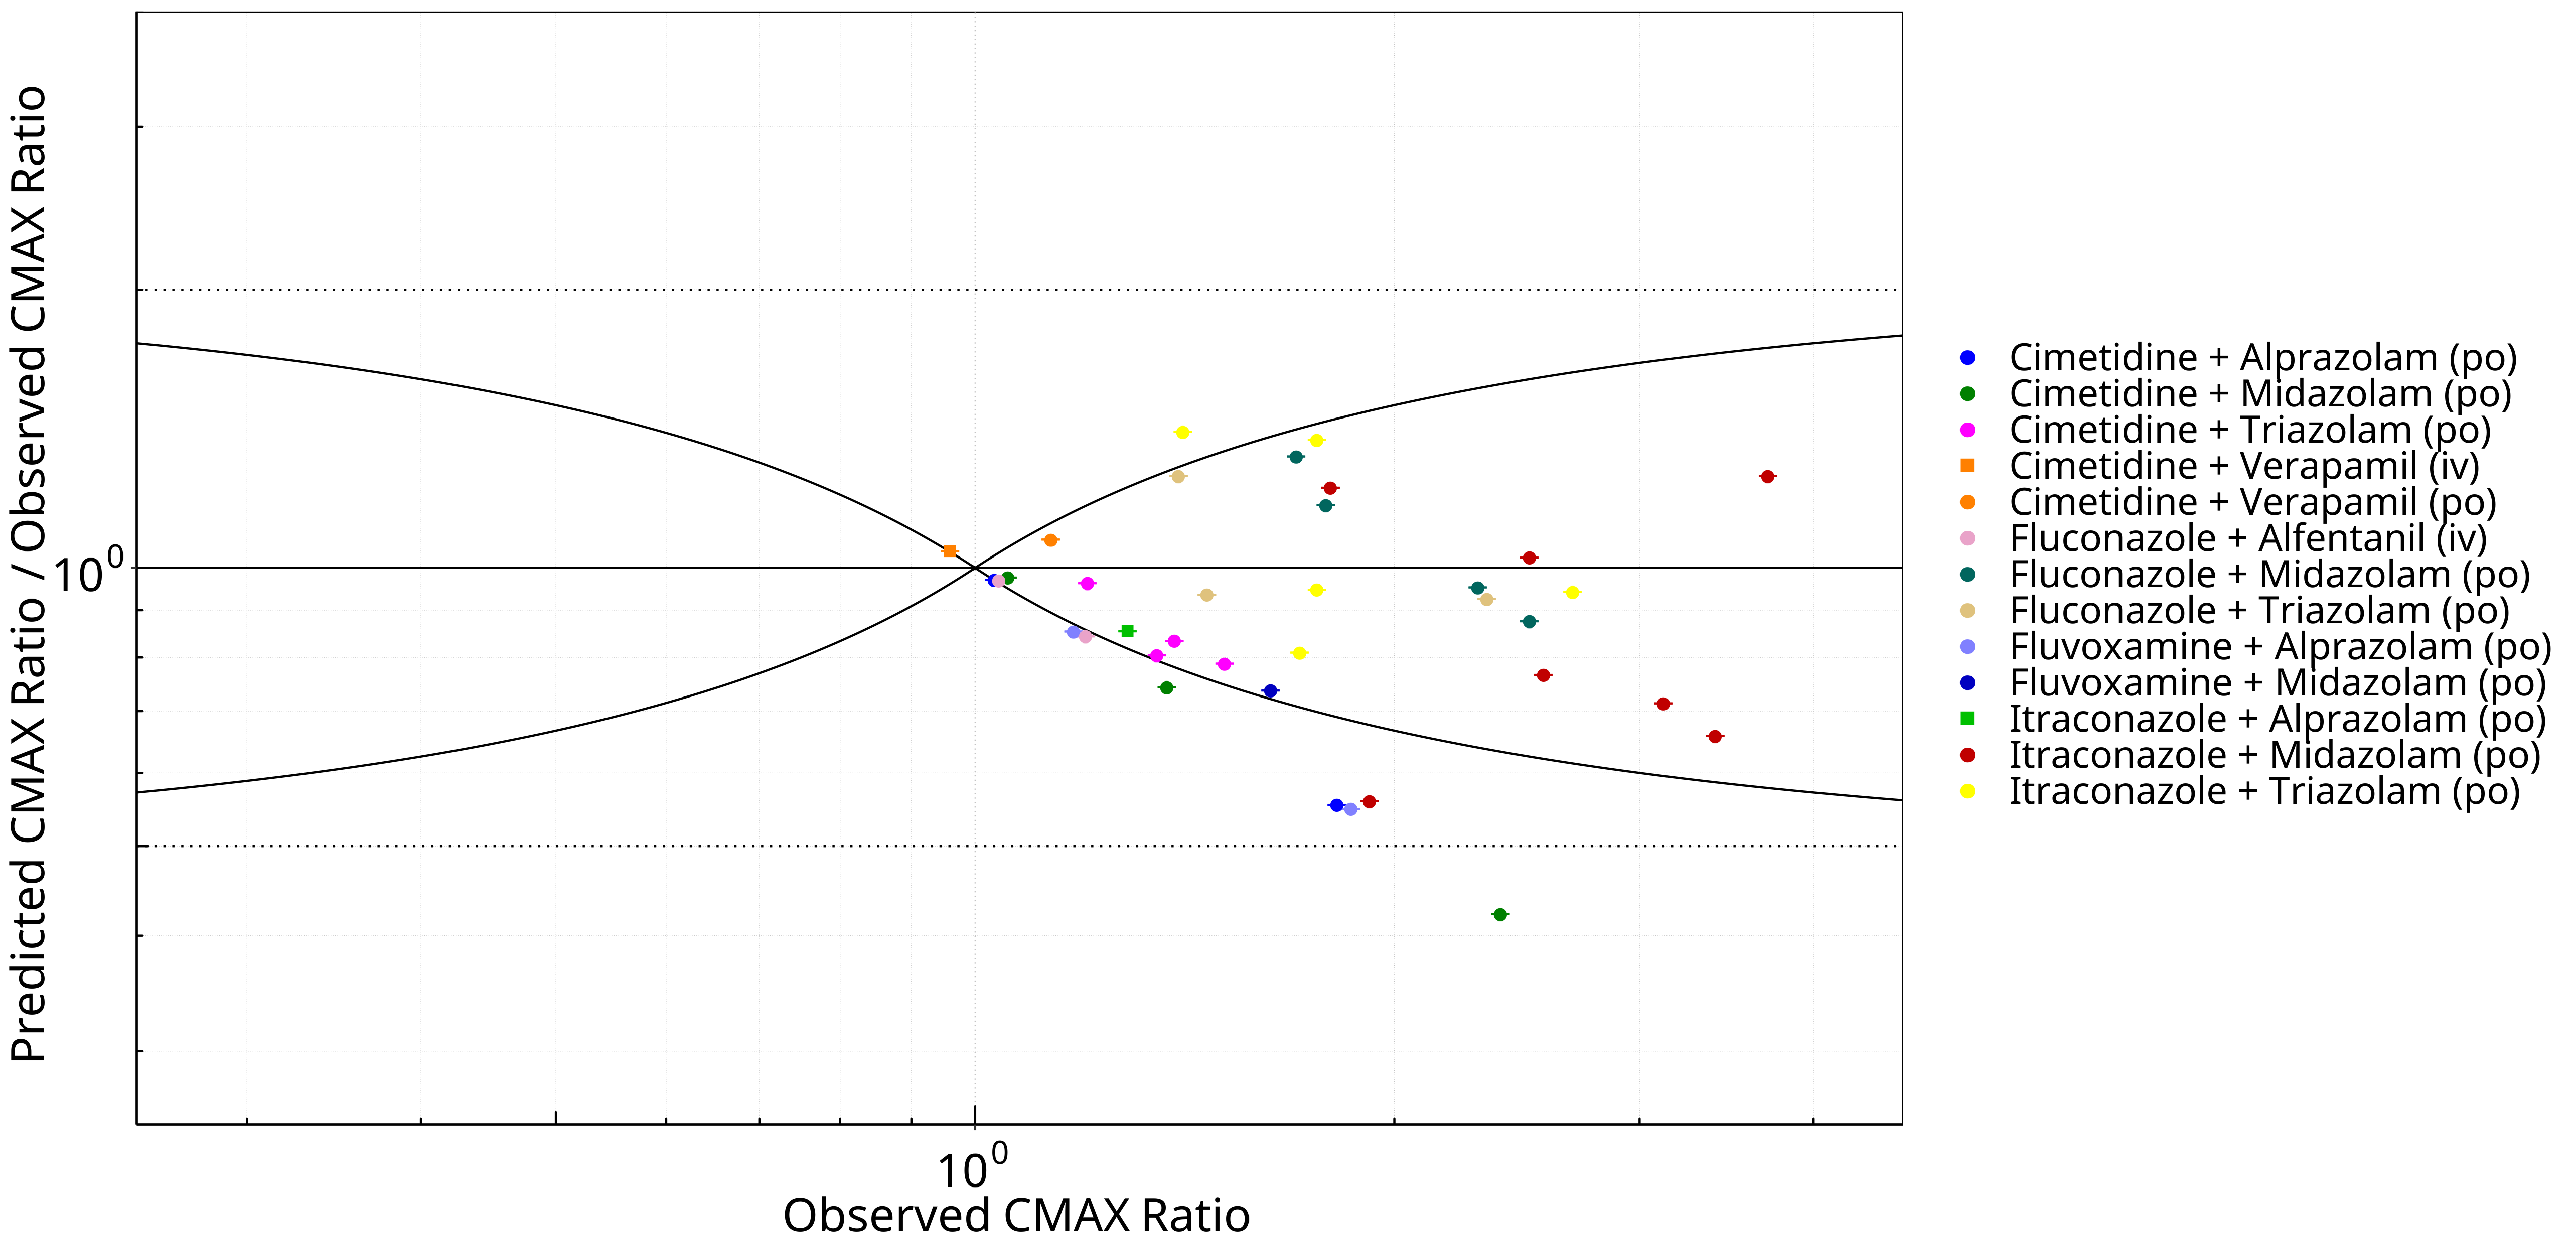 Predicted CMAX Ratio / Observed CMAX Ratio
10⁰
10⁰
Observed CMAX Ratio
Cimetidine + Alprazolam (po)
Cimetidine + Midazolam (po)
Cimetidine + Triazolam (po)
Cimetidine + Verapamil (iv)
Cimetidine + Verapamil (po)
Fluconazole + Alfentanil (iv)
Fluconazole + Midazolam (po)
Fluconazole + Triazolam (po)
Fluvoxamine + Alprazolam (po)
Fluvoxamine + Midazolam (po)
Itraconazole + Alprazolam (po)
Itraconazole + Midazolam (po)
Itraconazole + Triazolam (po)